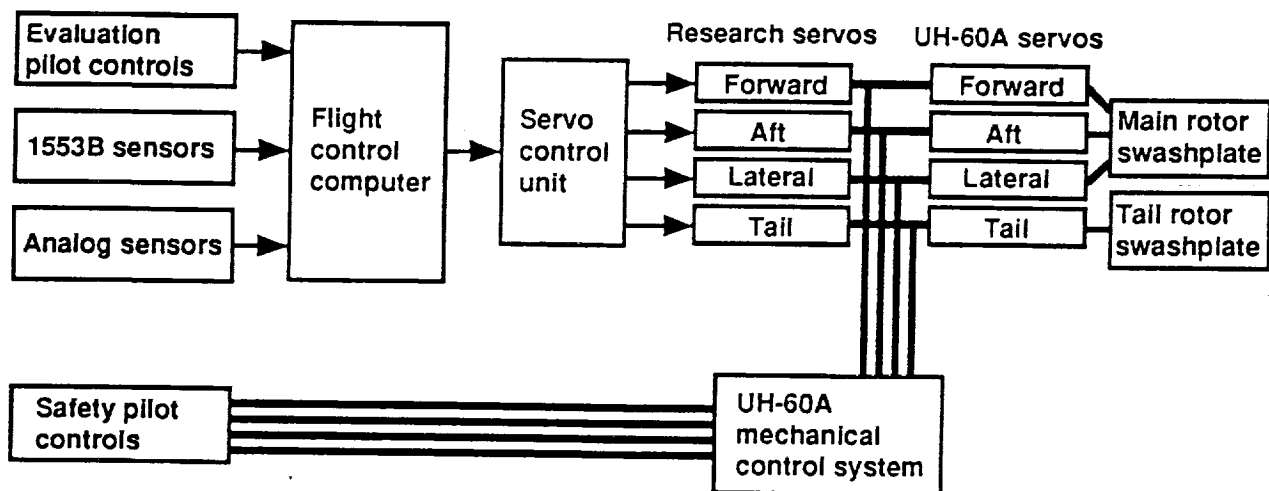 Evaluation
pilot controls
1553B sensors
Analog sensors
Flight
control
computer
Servo
control
unit
Research servos
Forward
Aft
Lateral
Tail
UH-60A servos
Forward
Aft
Lateral
Tail
Main rotor
swashplate
Tail rotor
swashplate
Safety pilot
controls
UH-60A
mechanical
control system